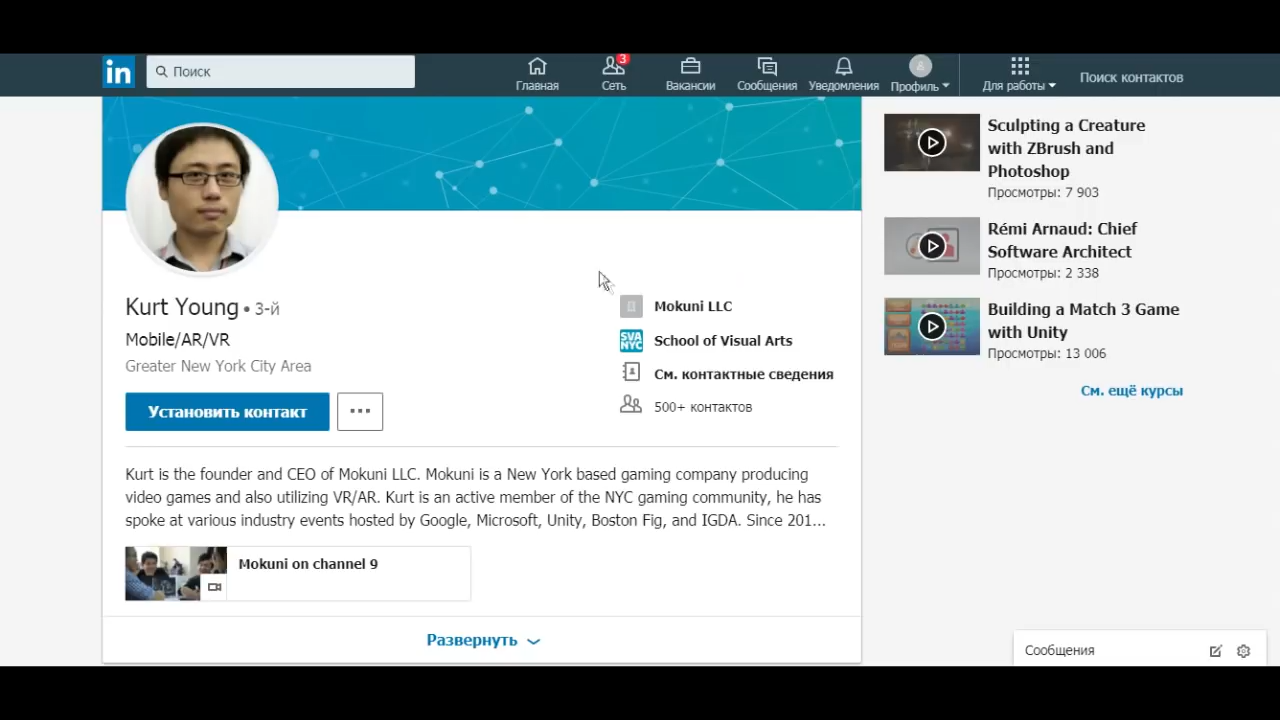 in
Поиск
Главная
3
Сеть
Вакансии
Сообщения
Уведомления
Профиль
Для работы
Поиск контактов
Kurt Young • 3-й
Mobile/AR/VR
Greater New York City Area
Установить контакт
Mokuni LLC
SVA
NYC
School of Visual Arts
См. контактные сведения
500+ контактов
Kurt is the founder and CEO of Mokuni LLC. Mokuni is a New York based gaming company producing
video games and also utilizing VR/AR. Kurt is an active member of the NYC gaming community, he has
spoke at various industry events hosted by Google, Microsoft, Unity, Boston Fig, and IGDA. Since 201...
Mokuni on channel 9
Развернуть
Sculpting a Creature
with ZBrush and
Photoshop
Просмотры: 7 903
Rémi Arnaud: Chief
Software Architect
Просмотры: 2 338
Building a Match 3 Game
with Unity
Просмотры: 13 006
См. ещё курсы
Сообщения